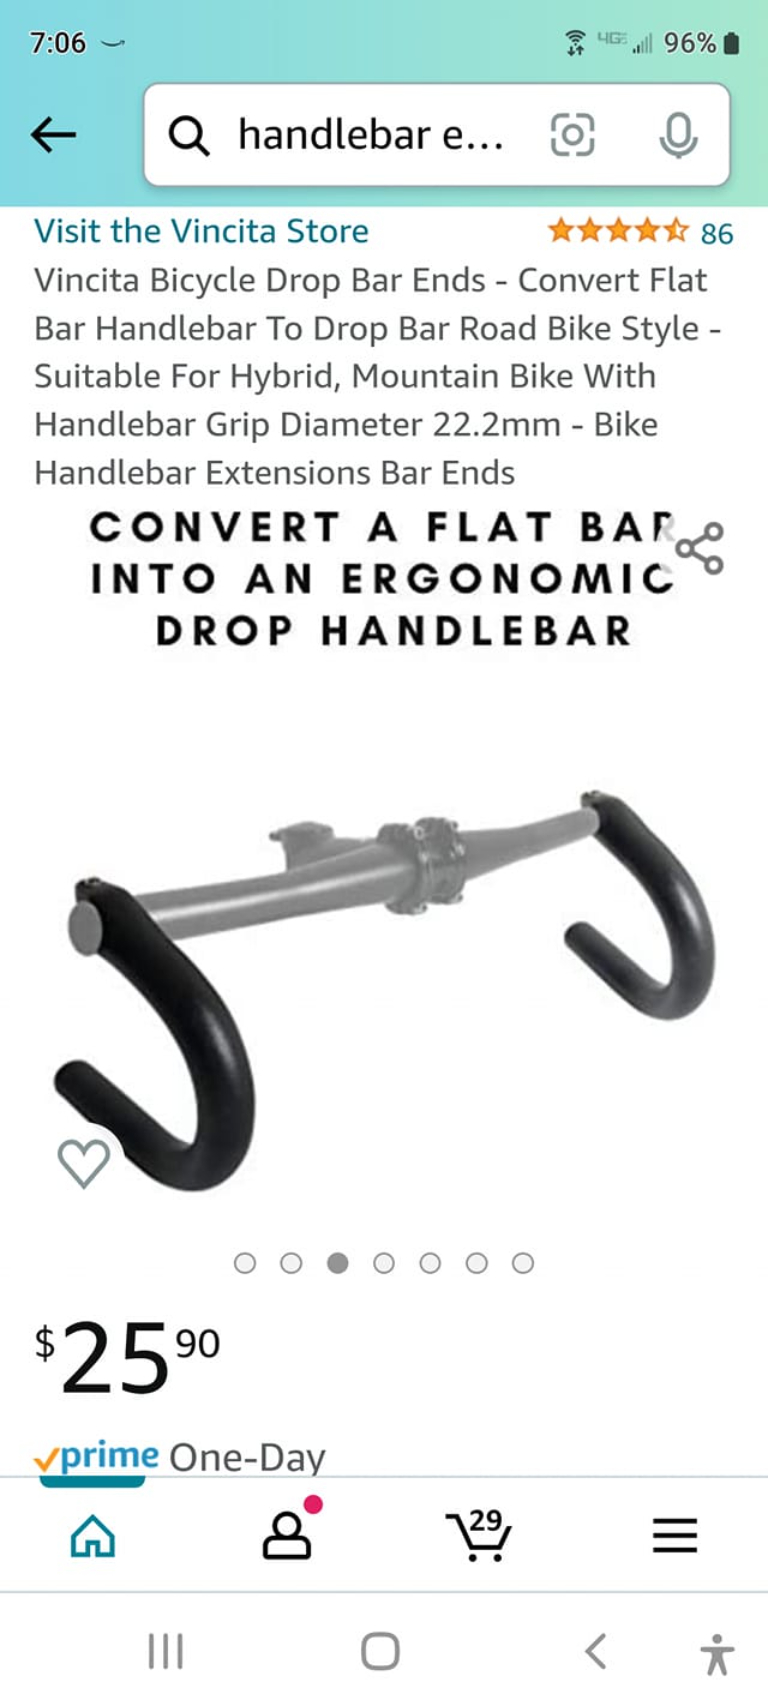 7:06 4GE 96%
handlebar e...
Visit the Vincita Store 86
Vincita Bicycle Drop Bar Ends - Convert Flat
Bar Handlebar To Drop Bar Road Bike Style -
Suitable For Hybrid, Mountain Bike With
Handlebar Grip Diameter 22.2mm - Bike
Handlebar Extensions Bar Ends
CONVERT A FLAT BAR
INTO AN ERGONOMIC
DROP HANDLEBAR
$25 90
prime One-Day
29